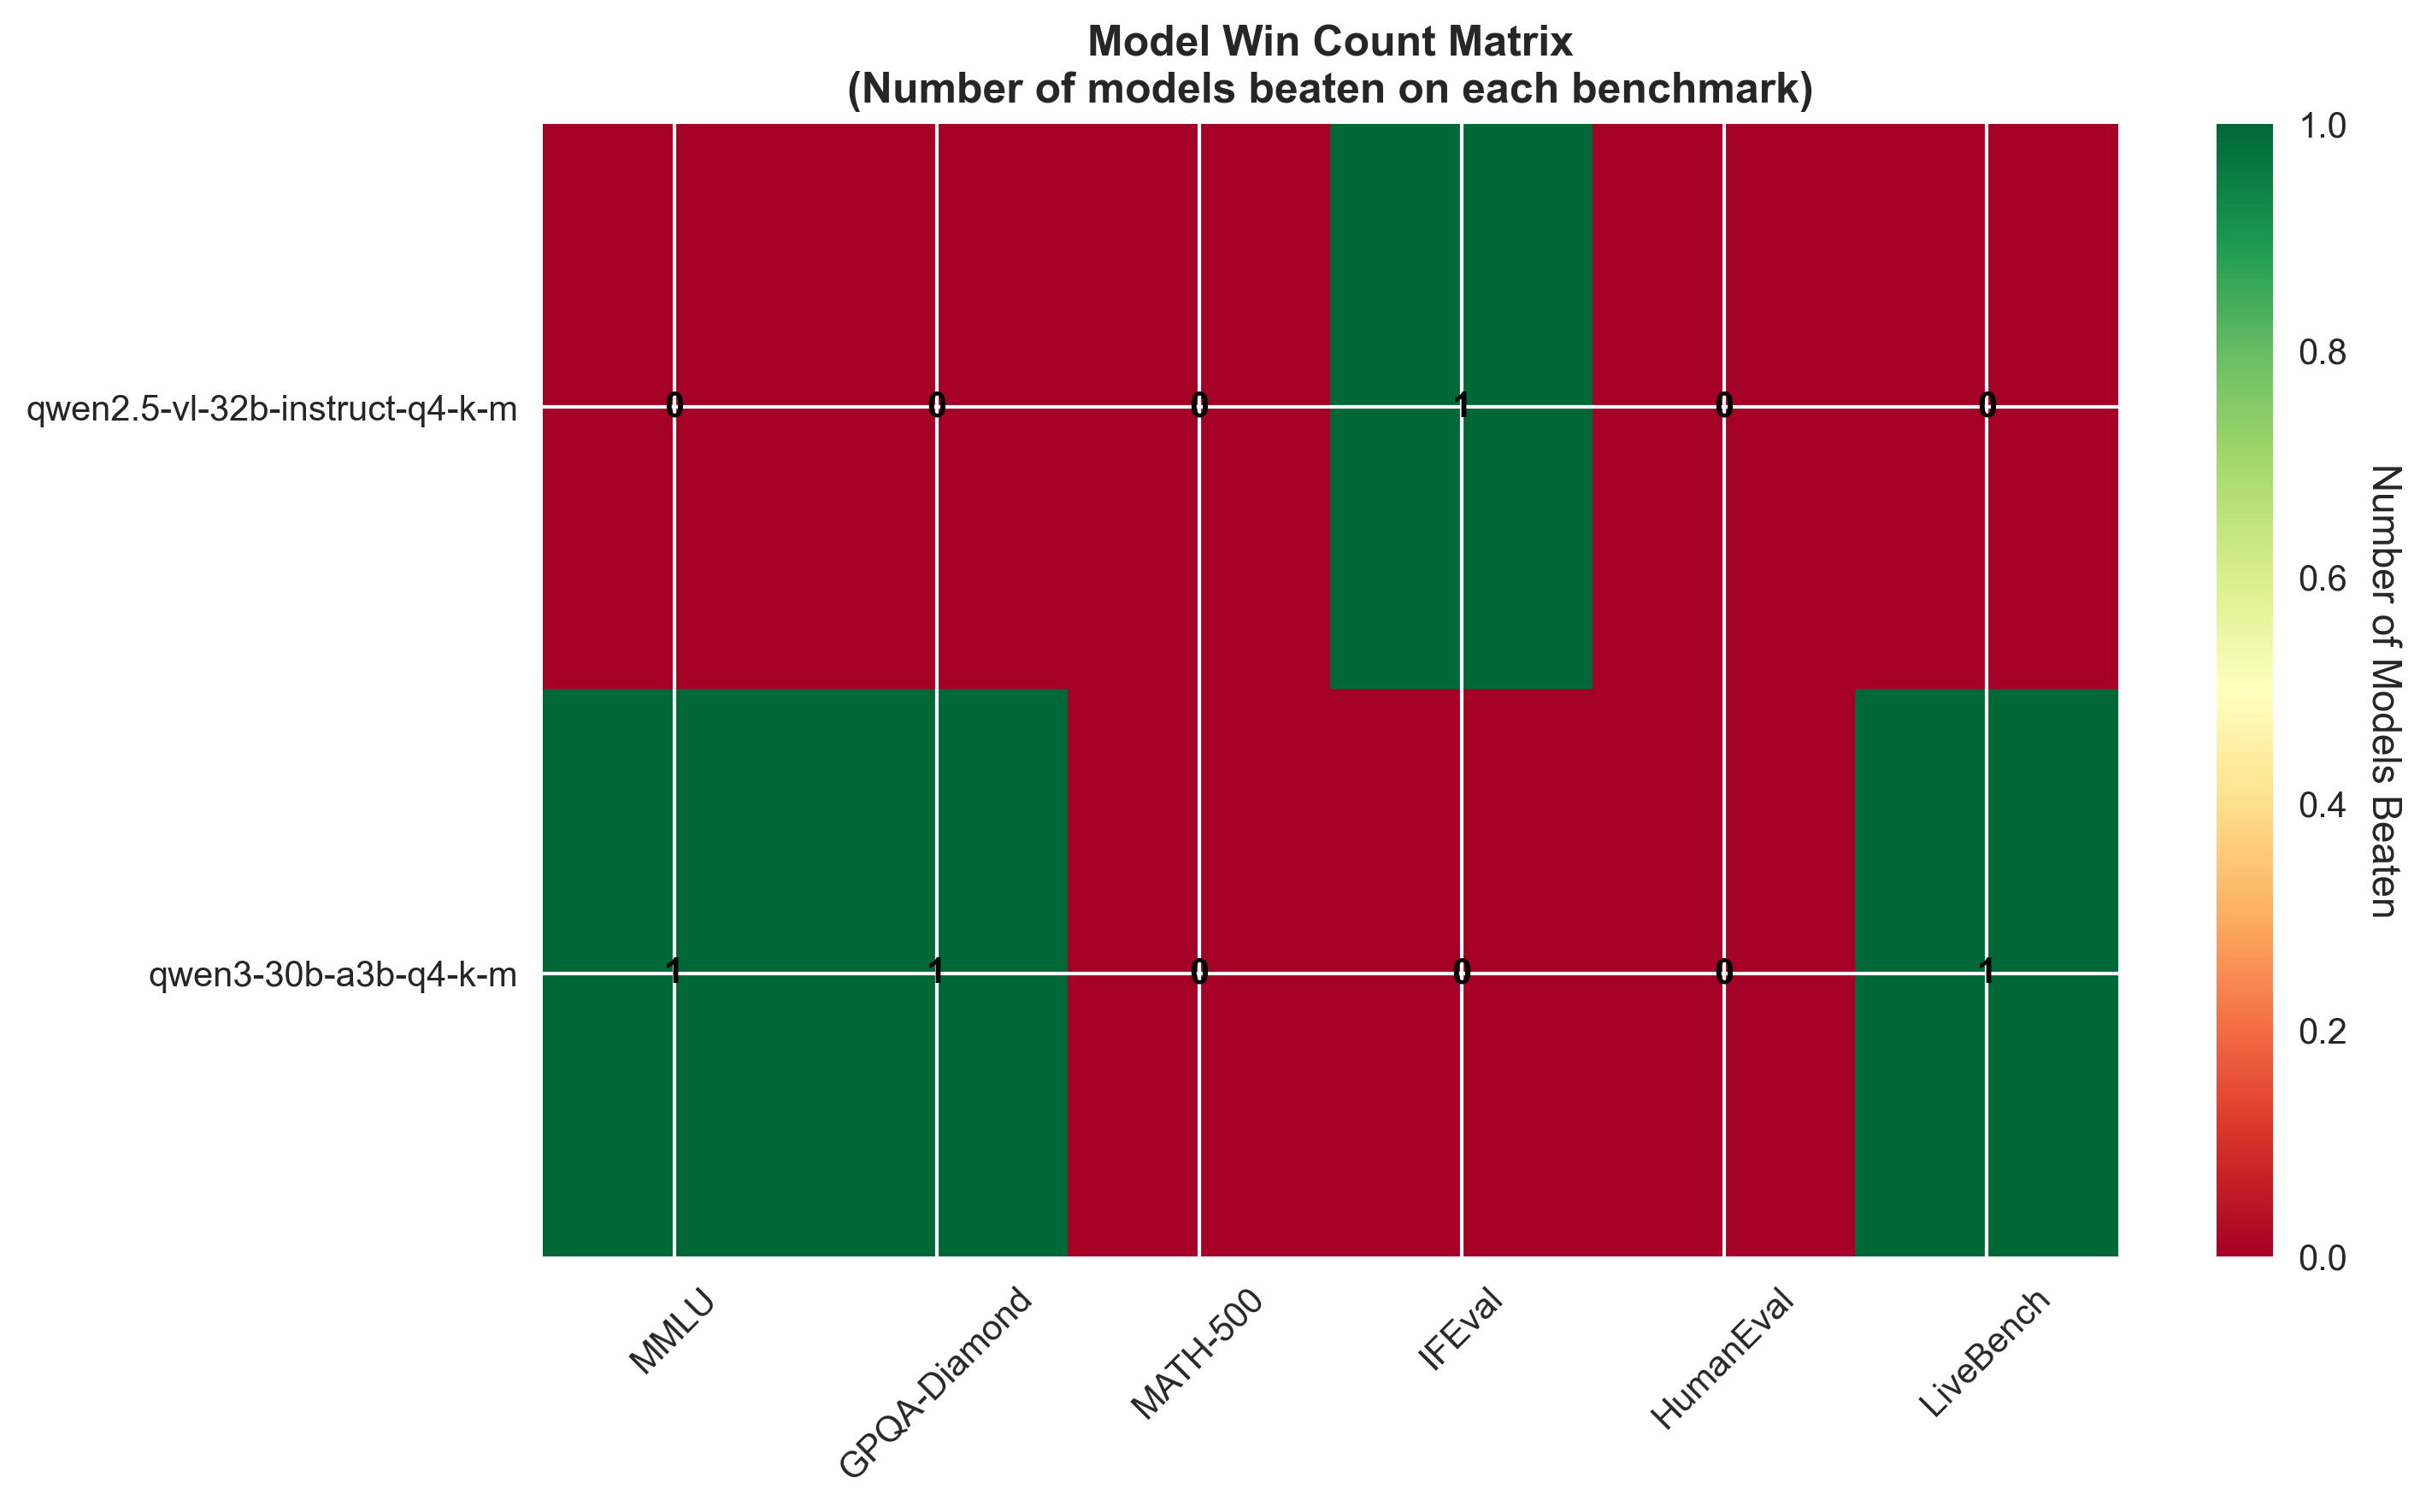 Model Win Count Matrix
(Number of models beaten on each benchmark)
qwen2.5-vl-32b-instruct-q4-k-m
0 0 0 1 0 0
qwen3-30b-a3b-q4-k-m
1 1 0 0 0 1
MMLU
GPQA-Diamond
MATH-500
IFEval
HumanEval
LiveBench
1.0
0.8
0.6
0.4
0.2
0.0
Number of Models Beaten